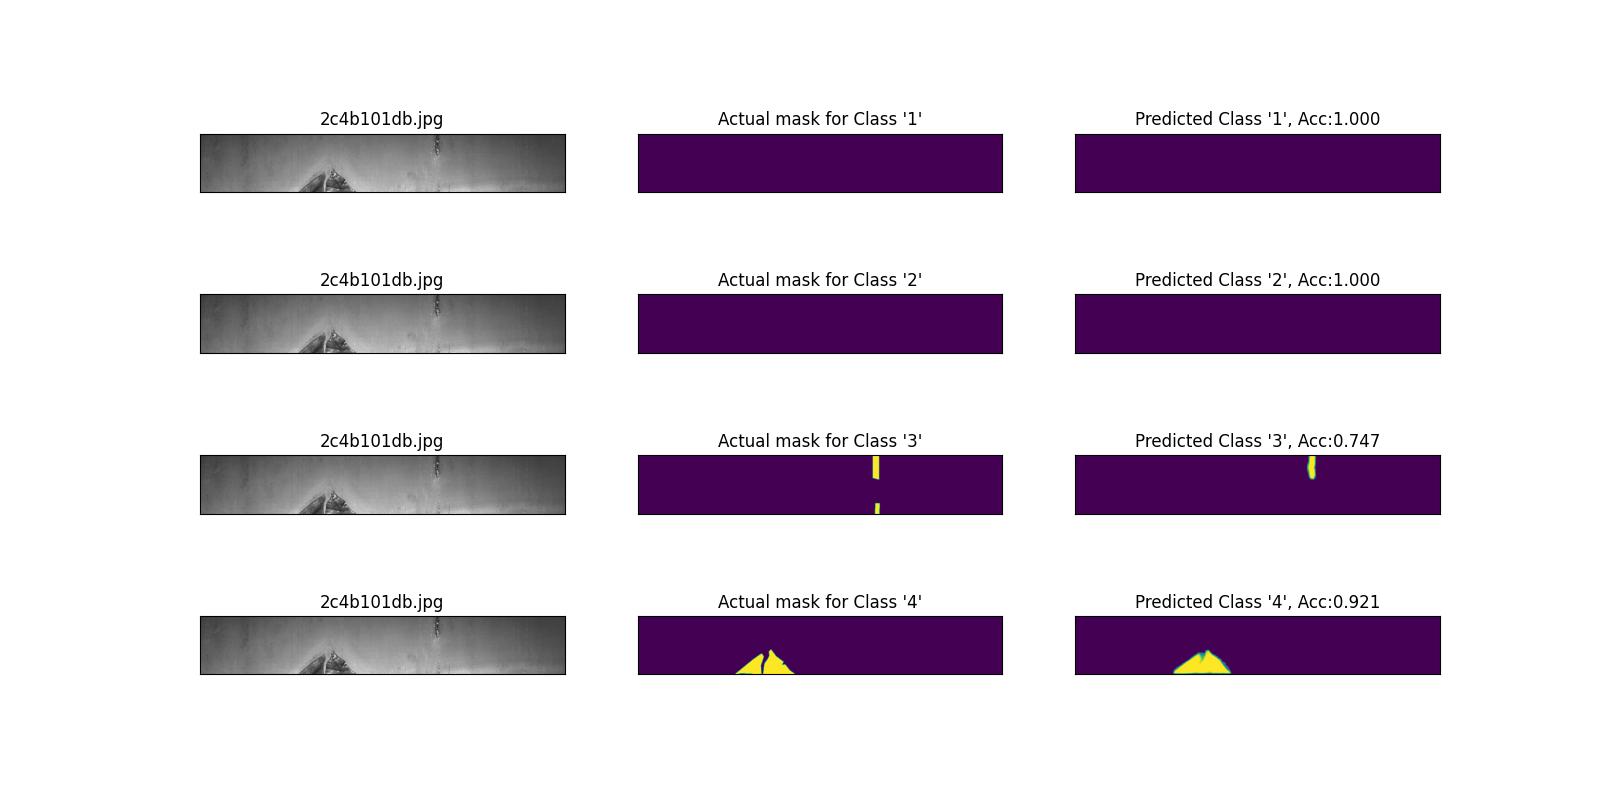 2c4b101db.jpg
Actual mask for Class '1'
Predicted Class '1', Acc:1.000
2c4b101db.jpg
Actual mask for Class '2'
Predicted Class '2', Acc:1.000
2c4b101db.jpg
Actual mask for Class '3'
Predicted Class '3', Acc:0.747
2c4b101db.jpg
Actual mask for Class '4'
Predicted Class '4', Acc:0.921